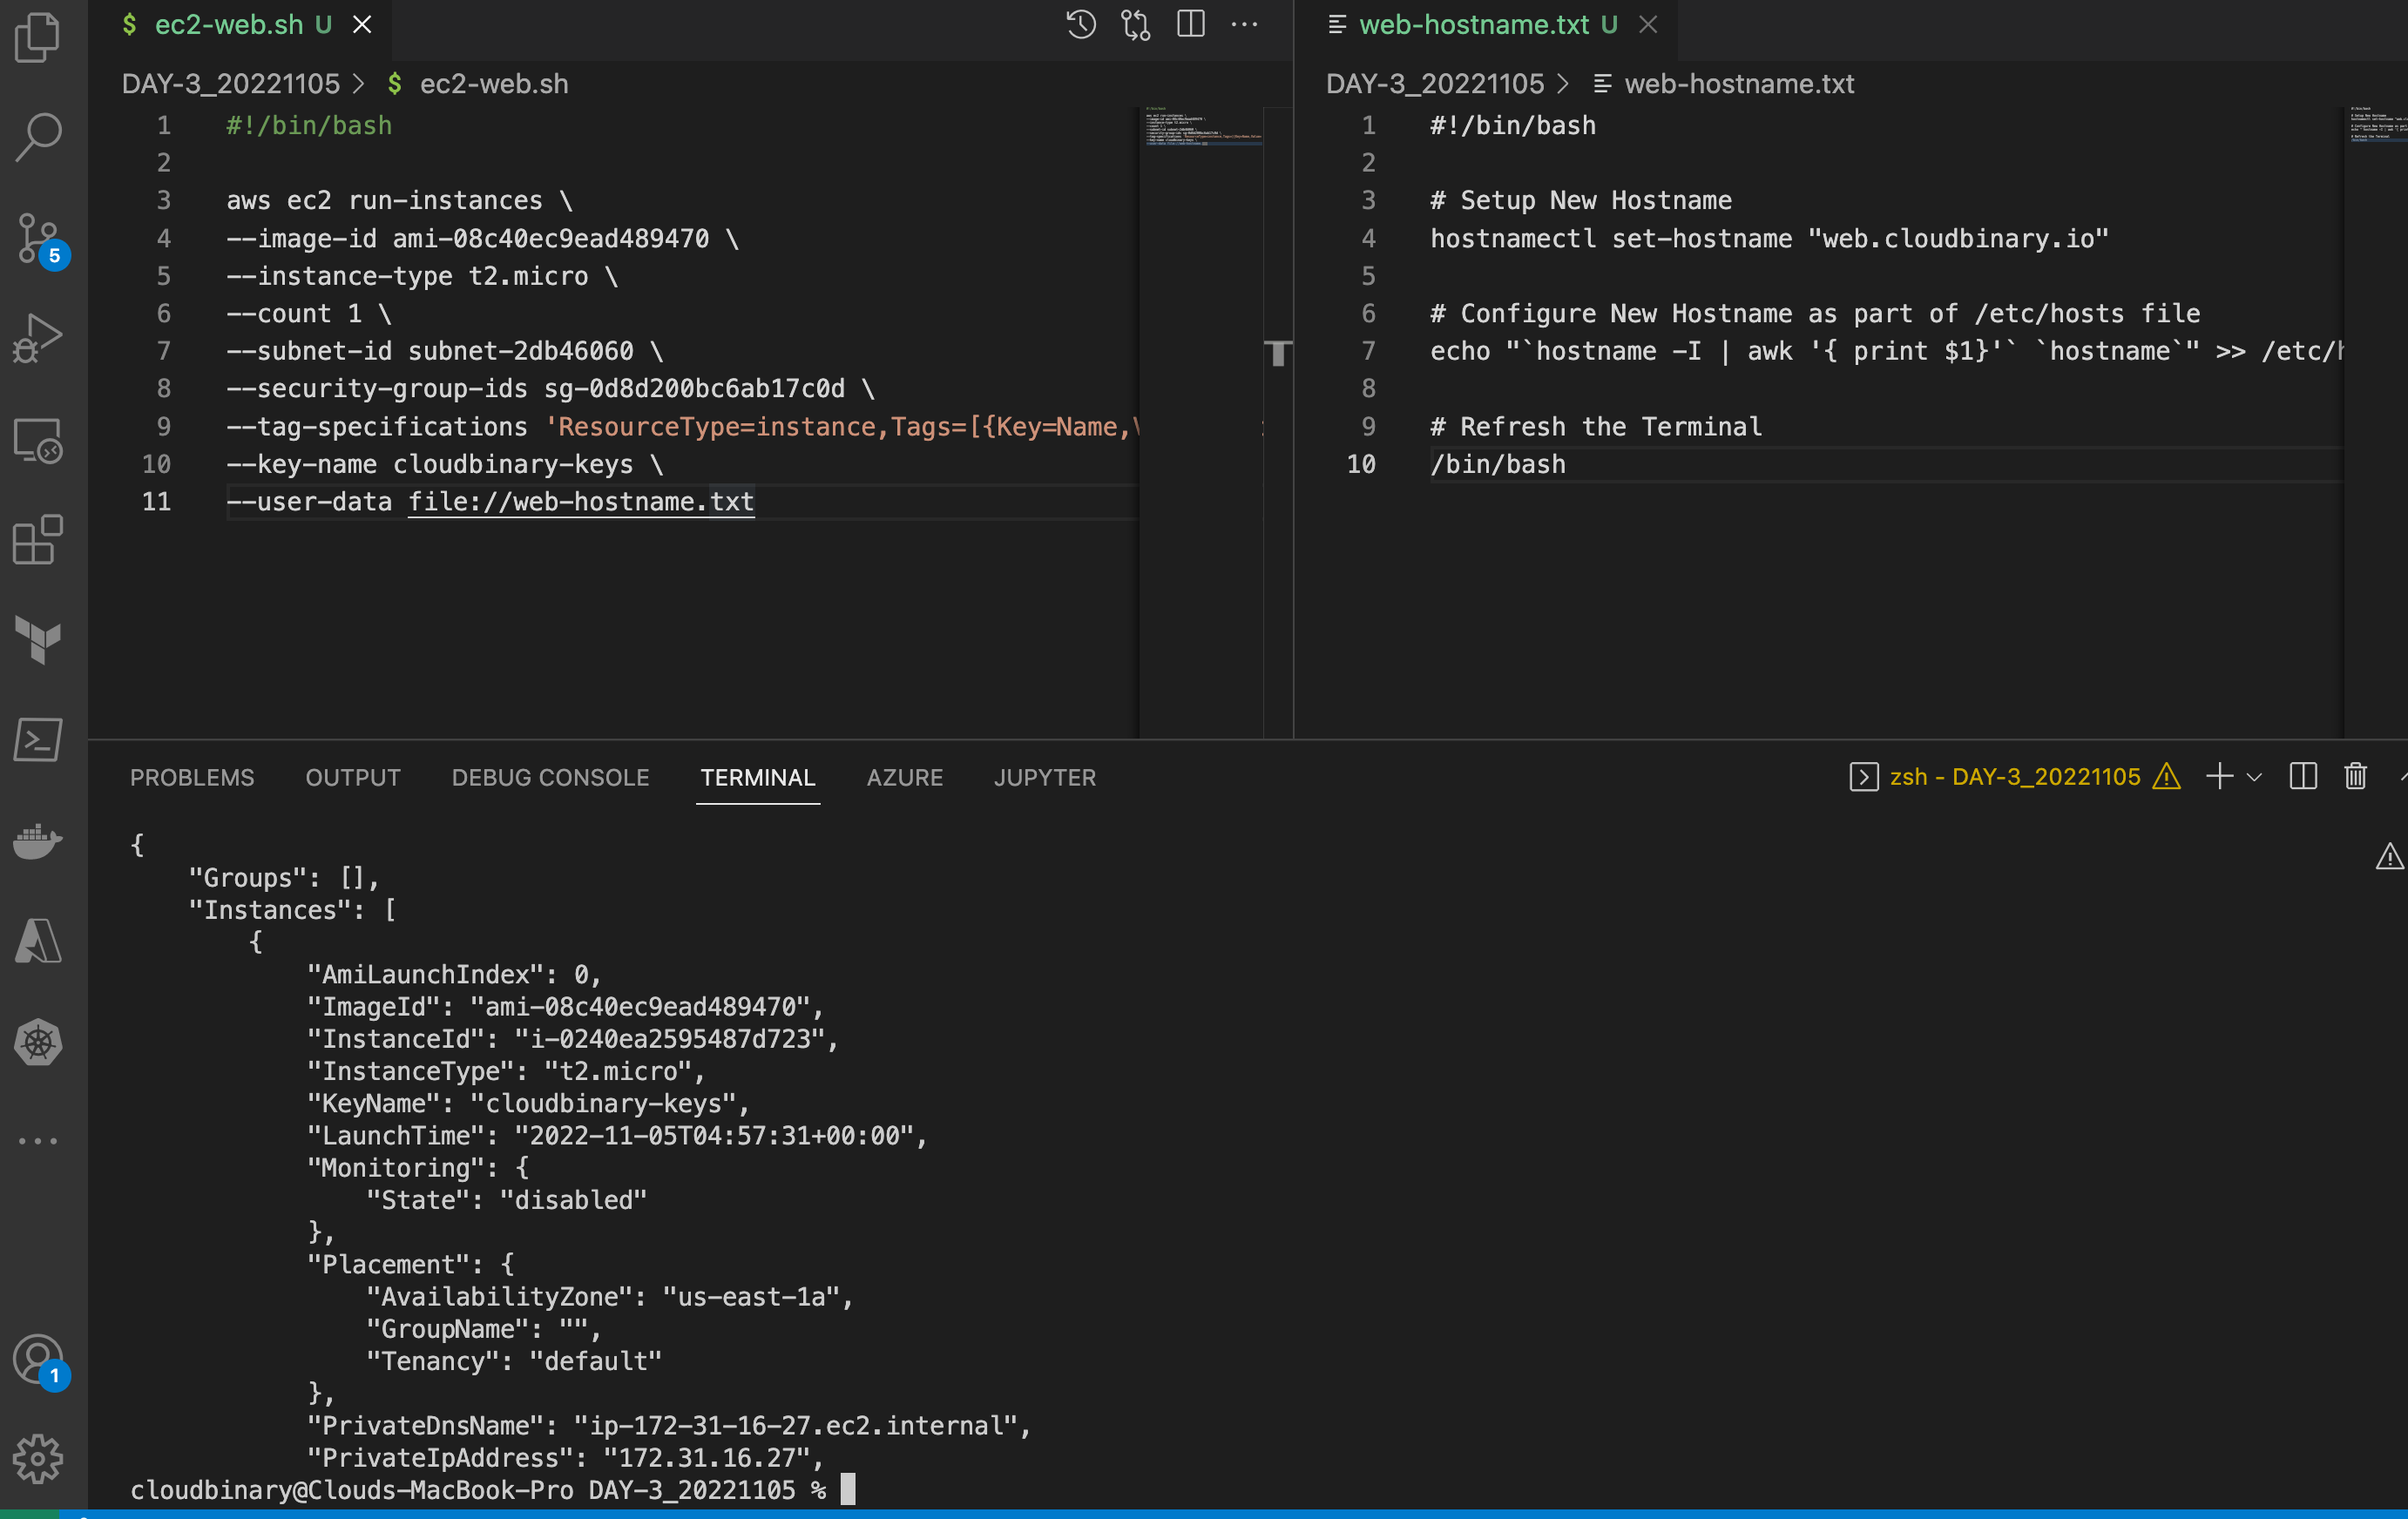 $ ec2-web.sh U
DAY-3_20221105 > $ ec2-web.sh
1 #!/bin/bash
2
3 aws ec2 run-instances \
4 --image-id ami-08c40ec9ead489470 \
5 --instance-type t2.micro \
6 --count 1 \
7 --subnet-id subnet-2db46060 \
8 --security-group-ids sg-0d8d200bc6ab17c0d \
9 --tag-specifications 'ResourceType=instance,Tags=[{Key=Name,
10 --key-name cloudbinary-keys \
11 --user-data file://web-hostname.txt
web-hostname.txt U
DAY-3_20221105 > web-hostname.txt
1 #!/bin/bash
2
3 # Setup New Hostname
4 hostnamectl set-hostname "web.cloudbinary.io"
5
6 # Configure New Hostname as part of /etc/hosts file
7 echo "`hostname -I | awk '{ print $1}'` `hostname`" >> /etc/h
8
9 # Refresh the Terminal
10 /bin/bash
5
1
PROBLEMS OUTPUT DEBUG CONSOLE TERMINAL AZURE JUPYTER
zsh - DAY-3_20221105
{
"Groups": [],
"Instances": [
{
"AmiLaunchIndex": 0,
"ImageId": "ami-08c40ec9ead489470",
"InstanceId": "i-0240ea2595487d723",
"InstanceType": "t2.micro",
"KeyName": "cloudbinary-keys",
"LaunchTime": "2022-11-05T04:57:31+00:00",
"Monitoring": {
"State": "disabled"
},
"Placement": {
"AvailabilityZone": "us-east-1a",
"GroupName": "",
"Tenancy": "default"
},
"PrivateDnsName": "ip-172-31-16-27.ec2.internal",
"PrivateIpAddress": "172.31.16.27",
cloudbinary@Clouds-MacBook-Pro DAY-3_20221105 %